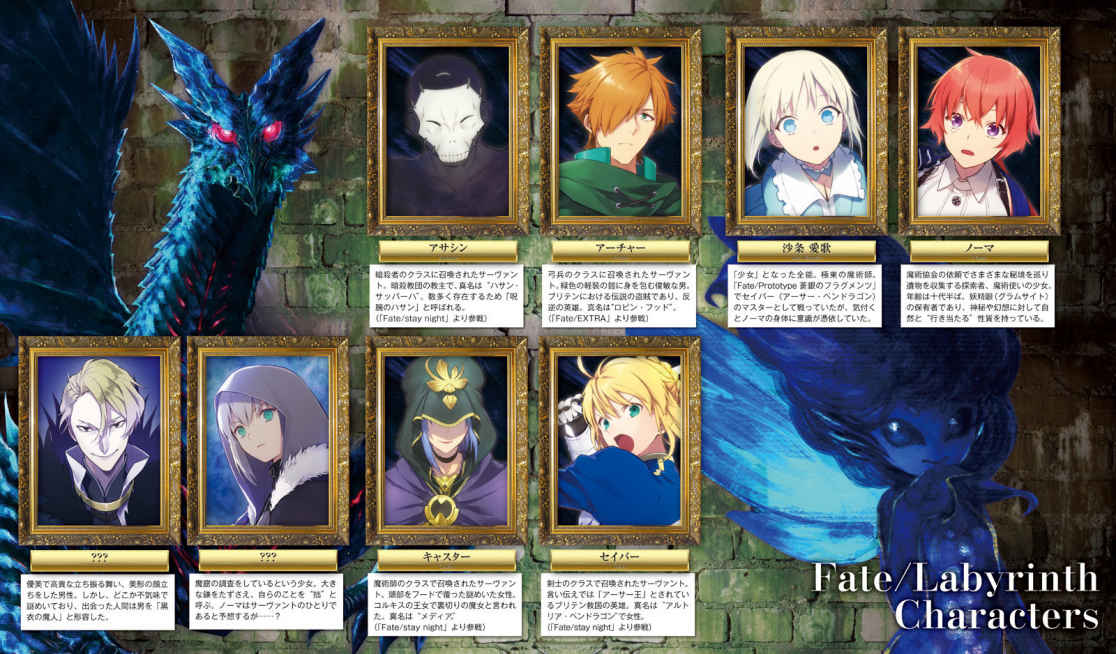 アサシン
暗殺者のクラスに召喚されたサーヴァン
ト。暗殺教団の教主で、真名は“ハサン・
サッバーハ”。数多く存在するため「呪
腕のハサン」と呼ばれる。
(「Fate/stay night」より参戦)
アーチャー
弓兵のクラスに召喚されたサーヴァン
ト。緑色の軽装の鎧に身を包む俊敏な男。
ブリテンにおける伝説の盗賊であり、反
逆の英雄。真名は“ロビン・フッド”。
(「Fate/EXTRA」より参戦)
沙条 愛歌
「少女」となった全能。極東の魔術師。
「Fate/Prototype 蒼銀のフラグメンツ」
でセイバー(アーサー・ペンドラゴン)
のマスターとして戦っていたが、気付く
とノーマの身体に意識が憑依していた。
ノーマ
魔術協会の依頼でさまざまな秘境を巡り
遺物を収集する探索者、魔術使いの少女。
年齢は十代半ば。妖精眼(グラムサイト)
の保有者であり、神秘や幻想に対して自
然と“行き当たる”性質を持っている。
???
優美で高貴な立ち振る舞い、美形の顔立
ちをした男性。しかし、どこか不気味で
謎めいており、出会った人間は男を「黒
衣の魔人」と形容した。
???
魔窟の調査をしているという少女。大き
な鎌をたずさえ、自らのことを“拙”と
呼ぶ。ノーマはサーヴァントのひとりで
あると予想するが……?
キャスター
魔術師のクラスで召喚されたサーヴァン
ト。頭部をフードで覆った謎めいた女性。
コルキスの王女で裏切りの魔女と言われ
た。真名は“メディア”。
(「Fate/stay night」より参戦)
セイバー
剣士のクラスで召喚されたサーヴァント。
言い伝えでは「アーサー王」とされてい
るブリテン救国の英雄。真名は“アルト
リア・ペンドラゴン”で女性。
(「Fate/stay night」より参戦)
Fate/Labyrinth
Characters